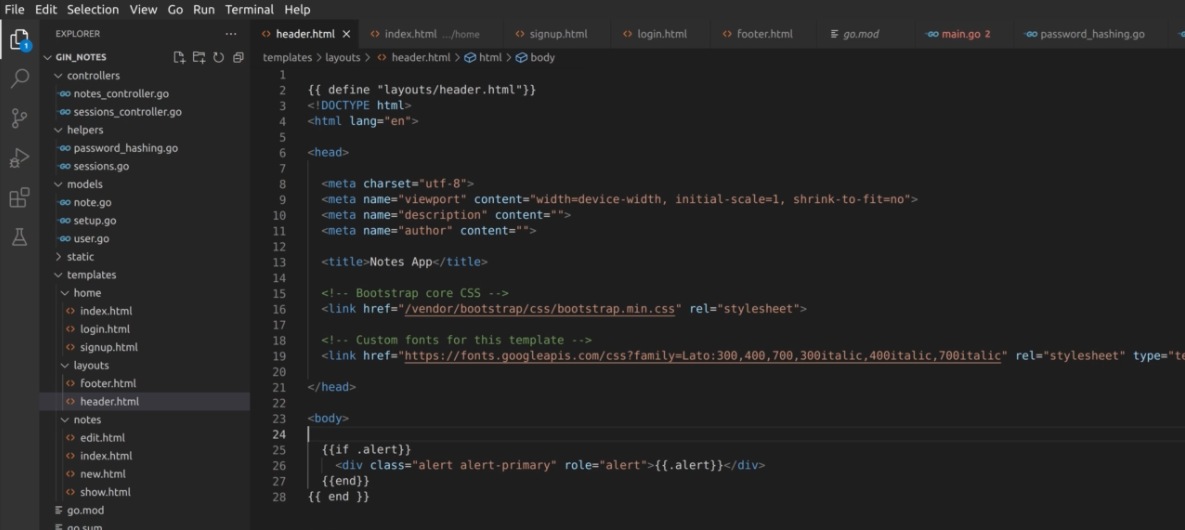 File Edit Selection View Go Run Terminal Help
EXPLORER ...
header.html index.html .../home signup.html login.html footer.html go.mod main.go 2 password_hashing.go
GIN_NOTES
templates > layouts > header.html > html > body
controllers
notes_controller.go
sessions_controller.go
helpers
password_hashing.go
sessions.go
models
note.go
setup.go
user.go
static
templates
home
index.html
login.html
signup.html
layouts
footer.html
header.html
notes
edit.html
index.html
new.html
show.html
go.mod
go.sum
1
1
2 {{ define "layouts/header.html"}}
3 <!DOCTYPE html>
4 <html lang="en">
5
6 <head>
7
8 <meta charset="utf-8">
9 <meta name="viewport" content="width=device-width, initial-scale=1, shrink-to-fit=no">
10 <meta name="description" content="">
11 <meta name="author" content="">
12
13 <title>Notes App</title>
14
15 <!-- Bootstrap core CSS -->
16 <link href="/vendor/bootstrap/css/bootstrap.min.css" rel="stylesheet">
17
18 <!-- Custom fonts for this template -->
19 <link href="https://fonts.googleapis.com/css?family=Lato:300,400,700,300italic,400italic,700italic" rel="stylesheet" type="te
20
21 </head>
22
23 <body>
24
25 {{if .alert}}
26 <div class="alert alert-primary" role="alert">{{.alert}}</div>
27 {{end}}
28 {{ end }}